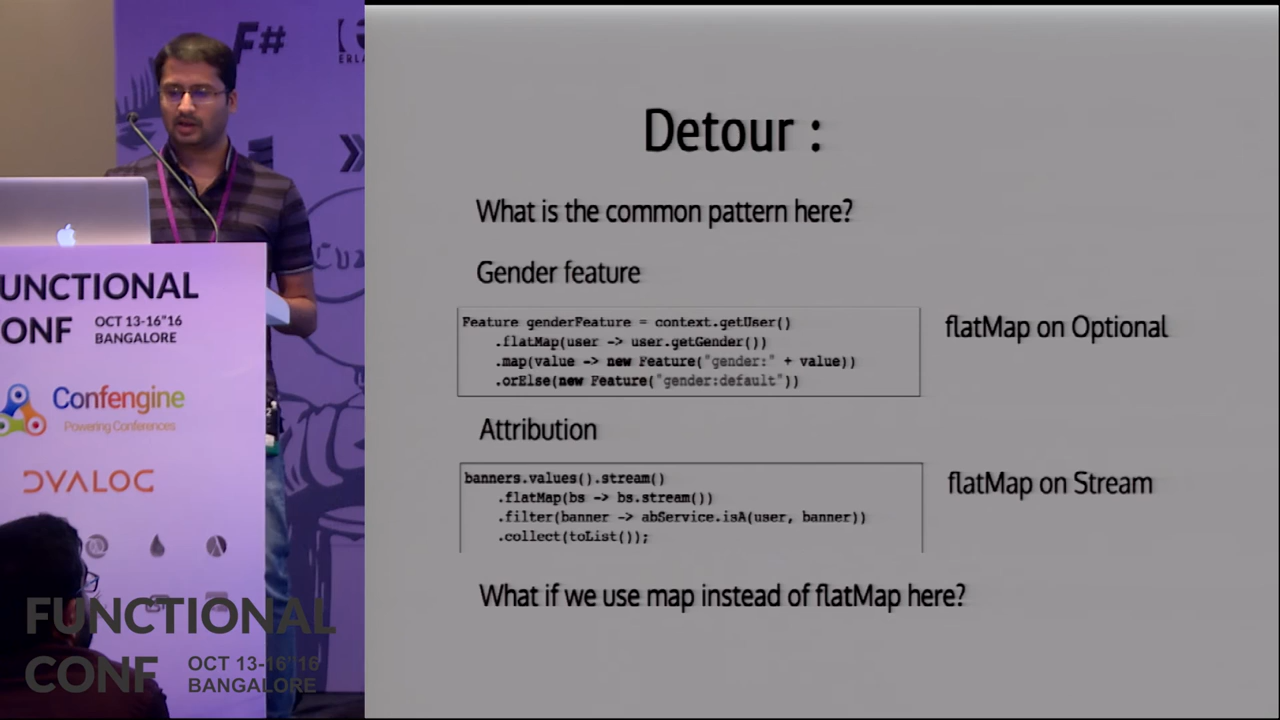 F#
ERLA
UNCTIONAL
CONF OCT 13-16"16
BANGALORE
Confengine
Powering Conferences
DYALOG
FUNCTIONAL
CONF OCT 13-16"16
BANGALORE
Detour :
What is the common pattern here?
Gender feature
Feature genderFeature = context.getUser()
.flatMap(user -> user.getGender())
.map(value -> new Feature("gender:" + value))
.orElse(new Feature("gender:default"))
flatMap on Optional
Attribution
banners.values().stream()
.flatMap(bs -> bs.stream())
.filter(banner -> abService.isA(user, banner))
.collect(toList());
flatMap on Stream
What if we use map instead of flatMap here?